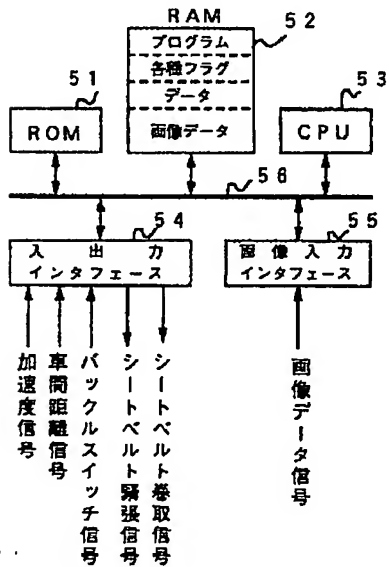 RAM
52
プログラム
各種フラグ
データ
画像データ
51
ROM
53
CPU
56
54
入出力
インタフェース
55
画像入力
インタフェース
加速度信号
車間距離信号
バックルスイッチ信号
シートベルト緊張信号
シートベルト巻取信号
画像データ信号